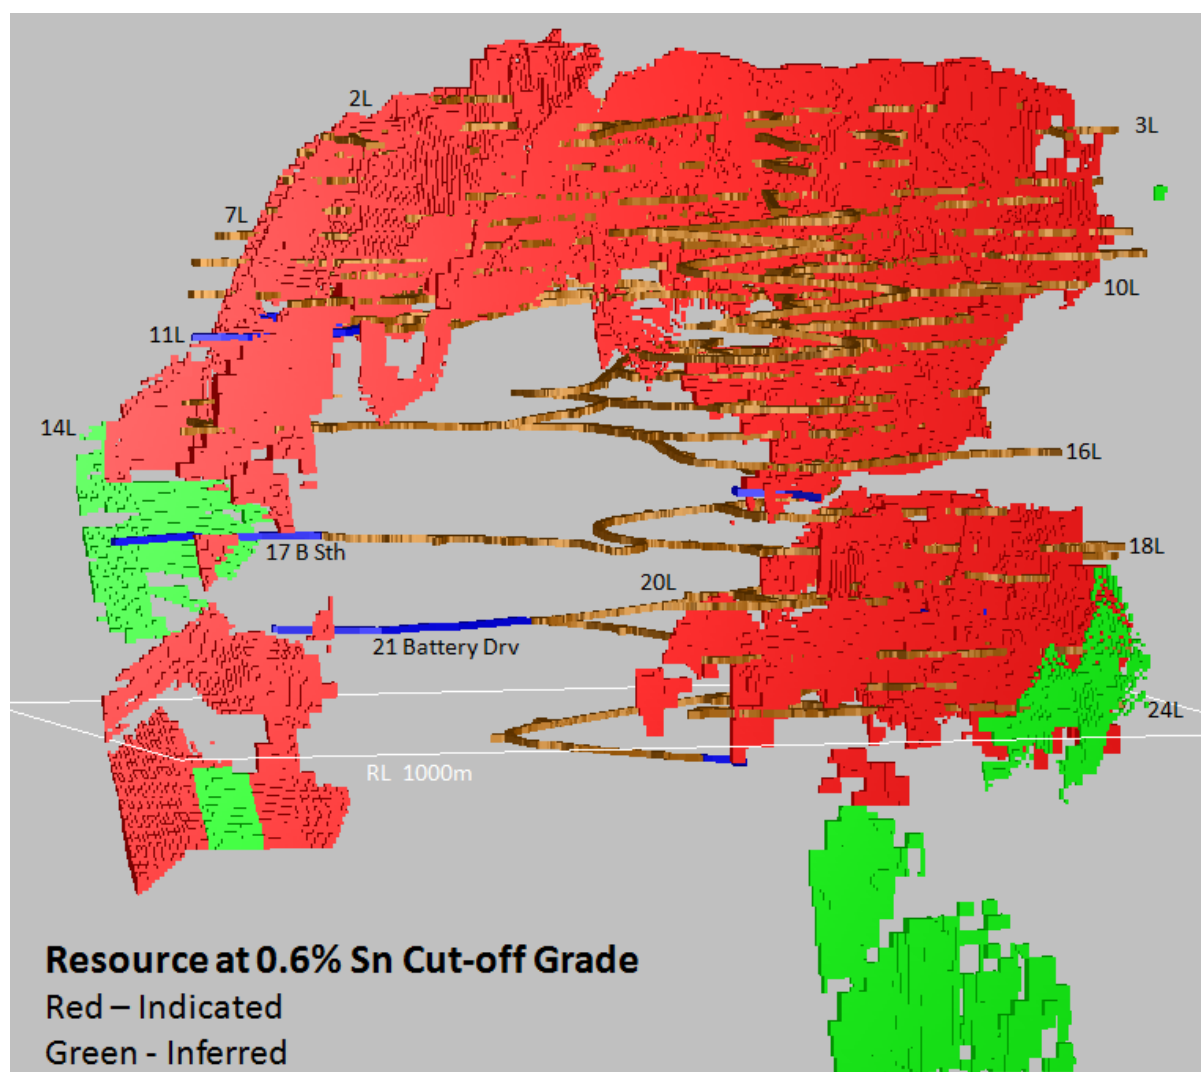 2L
3L
7L
10L
11L
14L
16L
17 B Sth
18L
20L
21 Battery Drv
24L
RL 1000m
Resource at 0.6% Sn Cut-off Grade
Red – Indicated
Green - Inferred